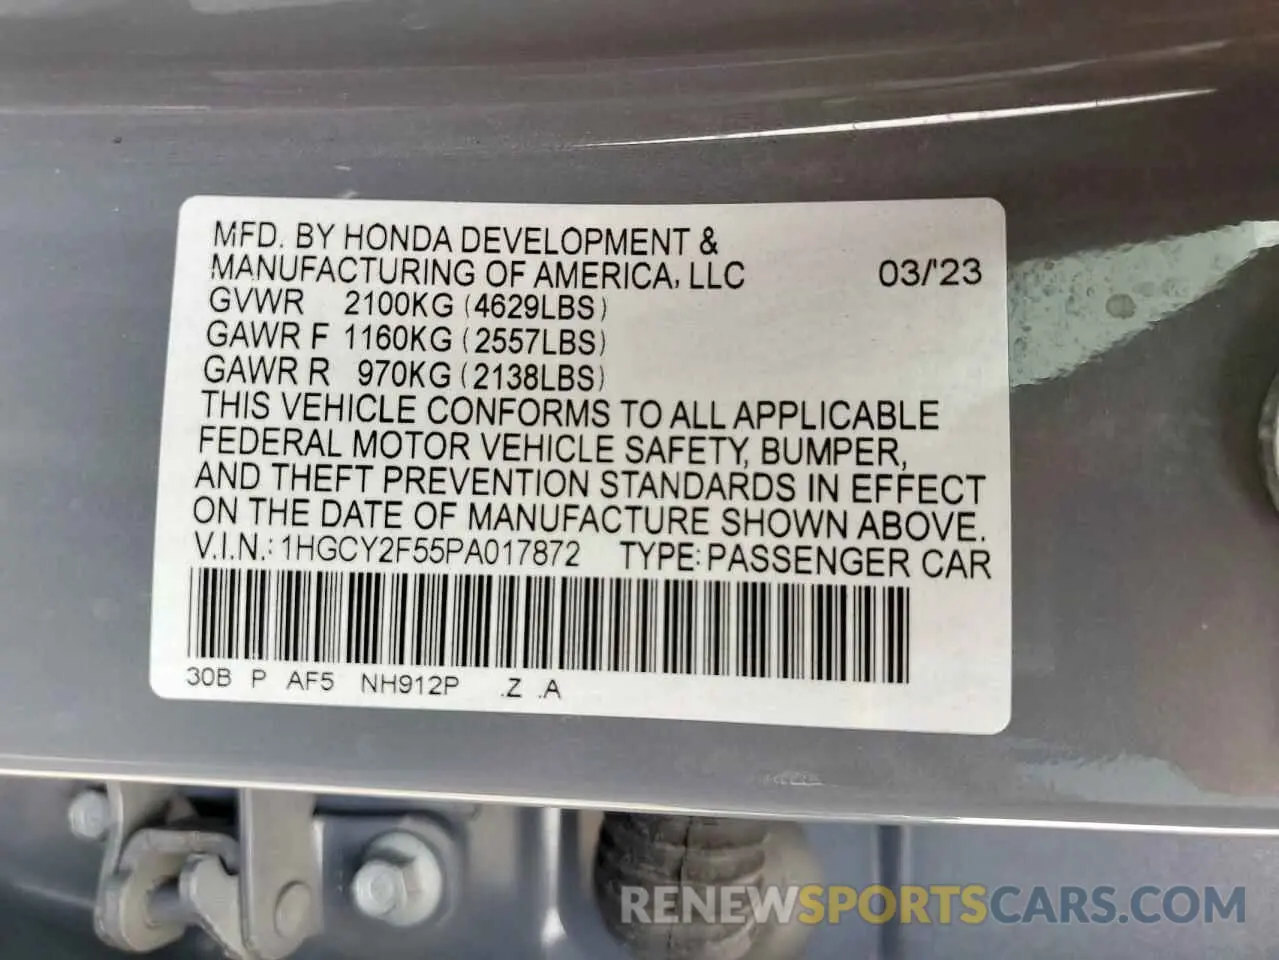 MFD. BY HONDA DEVELOPMENT &
MANUFACTURING OF AMERICA, LLC 03/'23
GVWR 2100KG (4629LBS)
GAWR F 1160KG (2557LBS)
GAWR R 970KG (2138LBS)
THIS VEHICLE CONFORMS TO ALL APPLICABLE
FEDERAL MOTOR VEHICLE SAFETY, BUMPER,
AND THEFT PREVENTION STANDARDS IN EFFECT
ON THE DATE OF MANUFACTURE SHOWN ABOVE.
V.I.N.: 1HGCY2F55PA017872 TYPE: PASSENGER CAR
30B P AF5 NH912P .Z .A
RENEWSPORTSCARS.COM